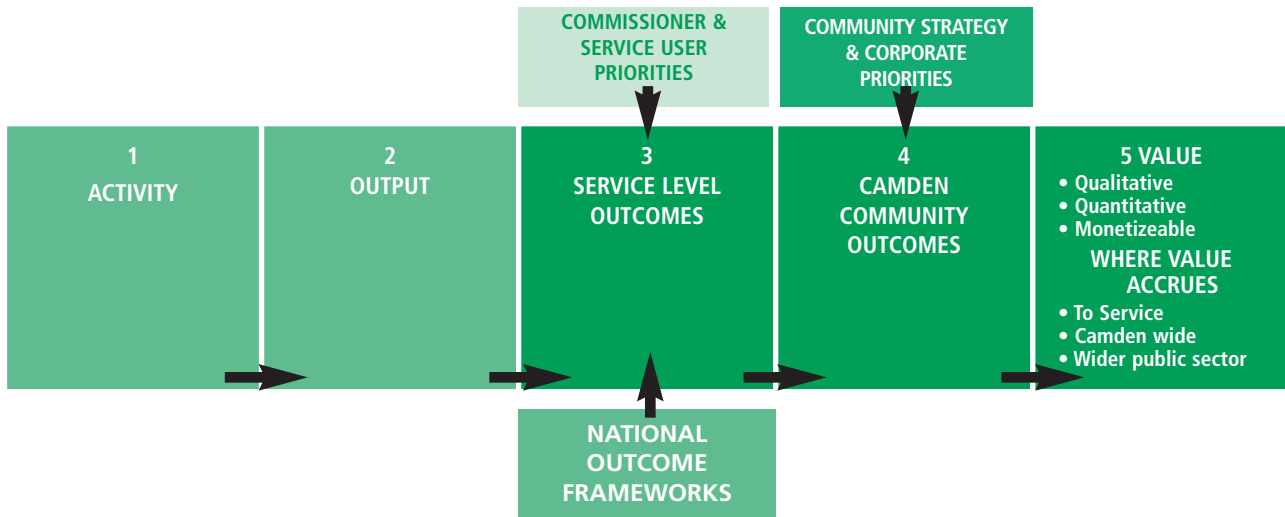 COMMISSIONER &
SERVICE USER
PRIORITIES
COMMUNITY STRATEGY
& CORPORATE
PRIORITIES
1
ACTIVITY
2
OUTPUT
3
SERVICE LEVEL
OUTCOMES
4
CAMDEN
COMMUNITY
OUTCOMES
5 VALUE
• Qualitative
• Quantitative
• Monetizeable
WHERE VALUE
ACCRUES
• To Service
• Camden wide
• Wider public sector
NATIONAL
OUTCOME
FRAMEWORKS